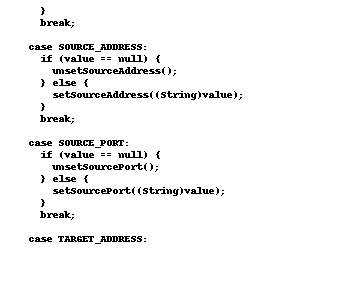 }
      break;

    case SOURCE_ADDRESS:
      if (value == null) {
        unsetSourceAddress();
      } else {
        setSourceAddress((String)value);
      }
      break;

    case SOURCE_PORT:
      if (value == null) {
        unsetSourcePort();
      } else {
        setSourcePort((String)value);
      }
      break;

    case TARGET_ADDRESS: